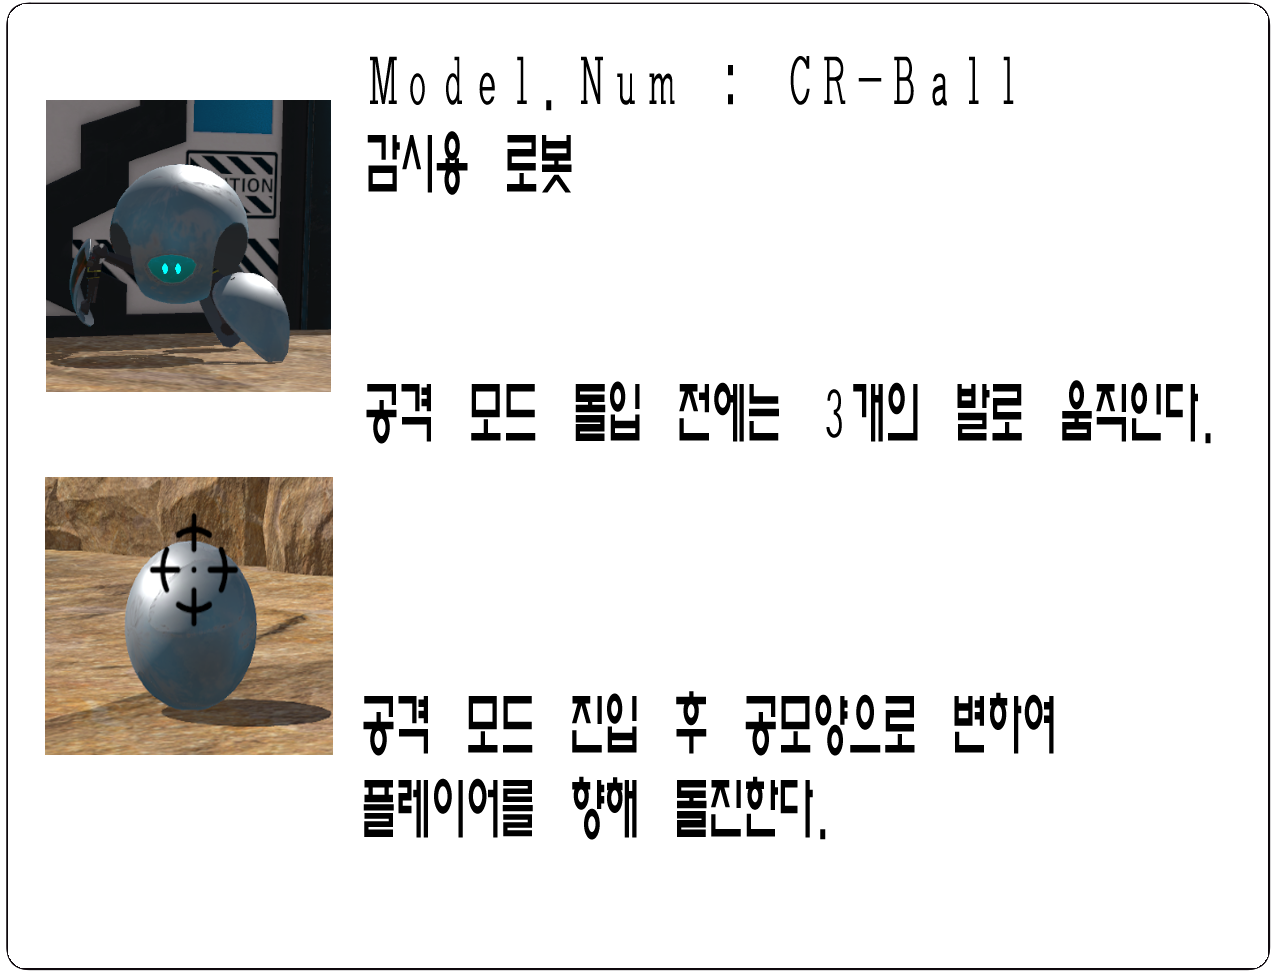 Model.Num : CR-Ball
감시용 로봇
TION
공격 모드 돌입 전에는 3개의 발로 움직인다.
공격 모드 진입 후 공모양으로 변하여
플레이어를 향해 돌진한다.